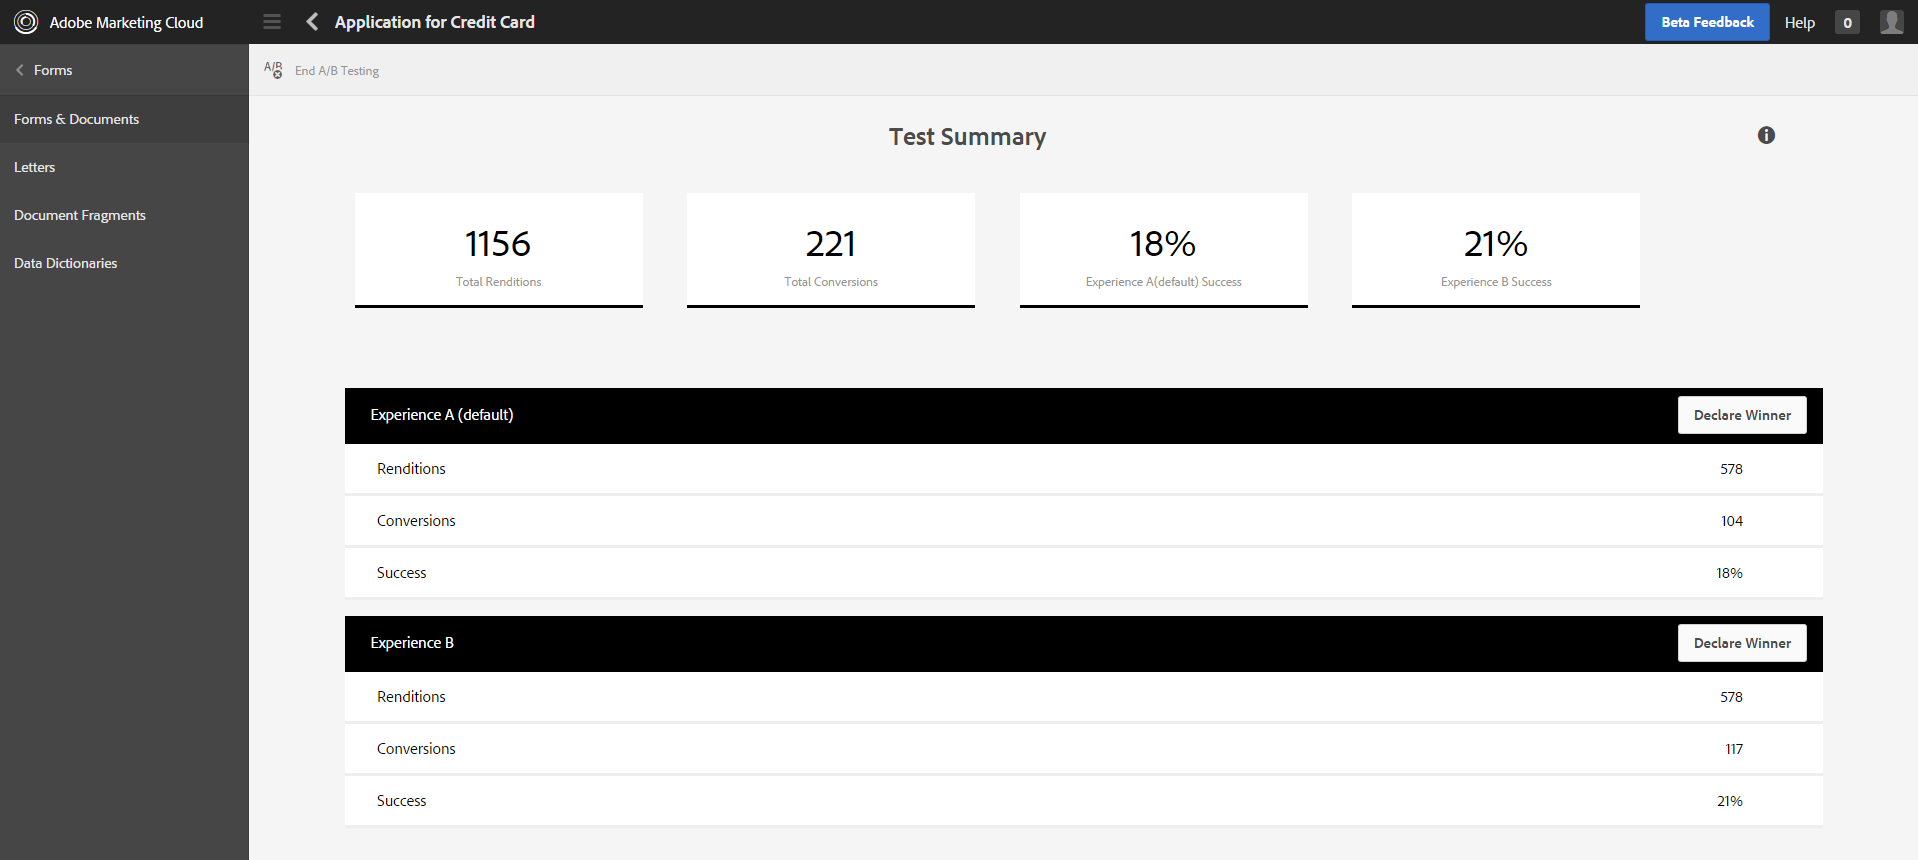 Adobe Marketing Cloud
Application for Credit Card
Beta Feedback
Help
0
Forms
A/B
End A/B Testing
Forms & Documents
Letters
Document Fragments
Data Dictionaries
Test Summary
1156
Total Renditions
221
Total Conversions
18%
Experience A(default) Success
21%
Experience B Success
Experience A (default)
Declare Winner
Renditions
578
Conversions
104
Success
18%
Experience B
Declare Winner
Renditions
578
Conversions
117
Success
21%